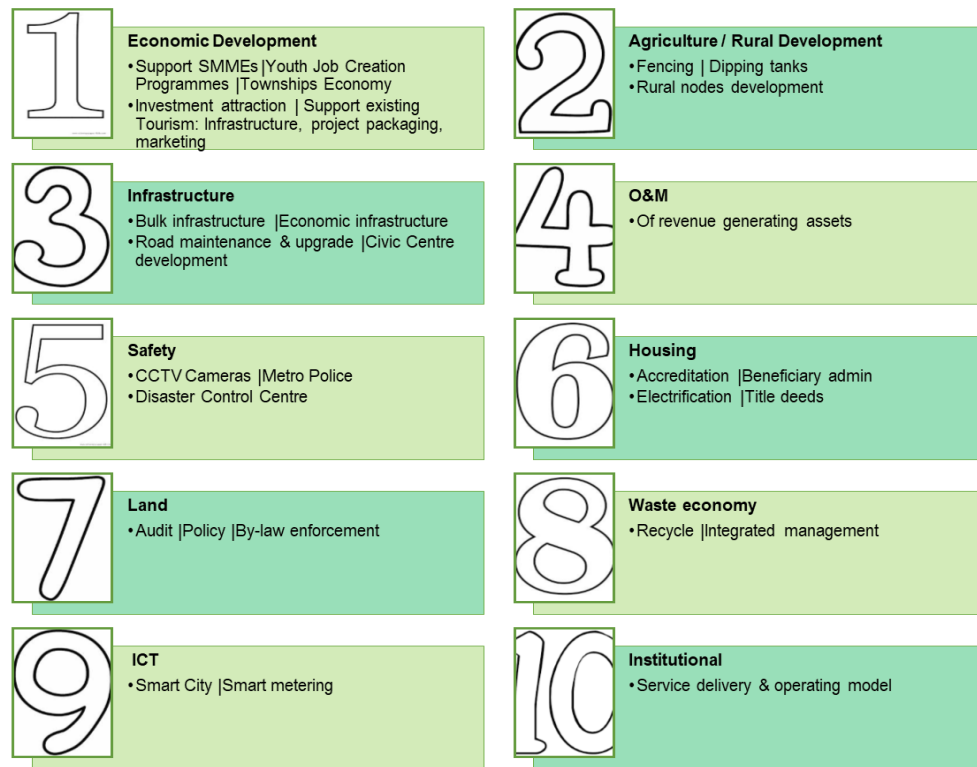 1
Economic Development
•Support SMMEs |Youth Job Creation
Programmes |Townships Economy
•Investment attraction | Support existing
Tourism: Infrastructure, project packaging,
marketing
2
Agriculture / Rural Development
•Fencing | Dipping tanks
•Rural nodes development
3
Infrastructure
•Bulk infrastructure |Economic infrastructure
•Road maintenance & upgrade |Civic Centre
development
4
O&M
•Of revenue generating assets
5
Safety
•CCTV Cameras |Metro Police
•Disaster Control Centre
6
Housing
•Accreditation |Beneficiary admin
•Electrification |Title deeds
7
Land
•Audit |Policy |By-law enforcement
8
Waste economy
•Recycle |Integrated management
9
ICT
•Smart City |Smart metering
10
Institutional
•Service delivery & operating model